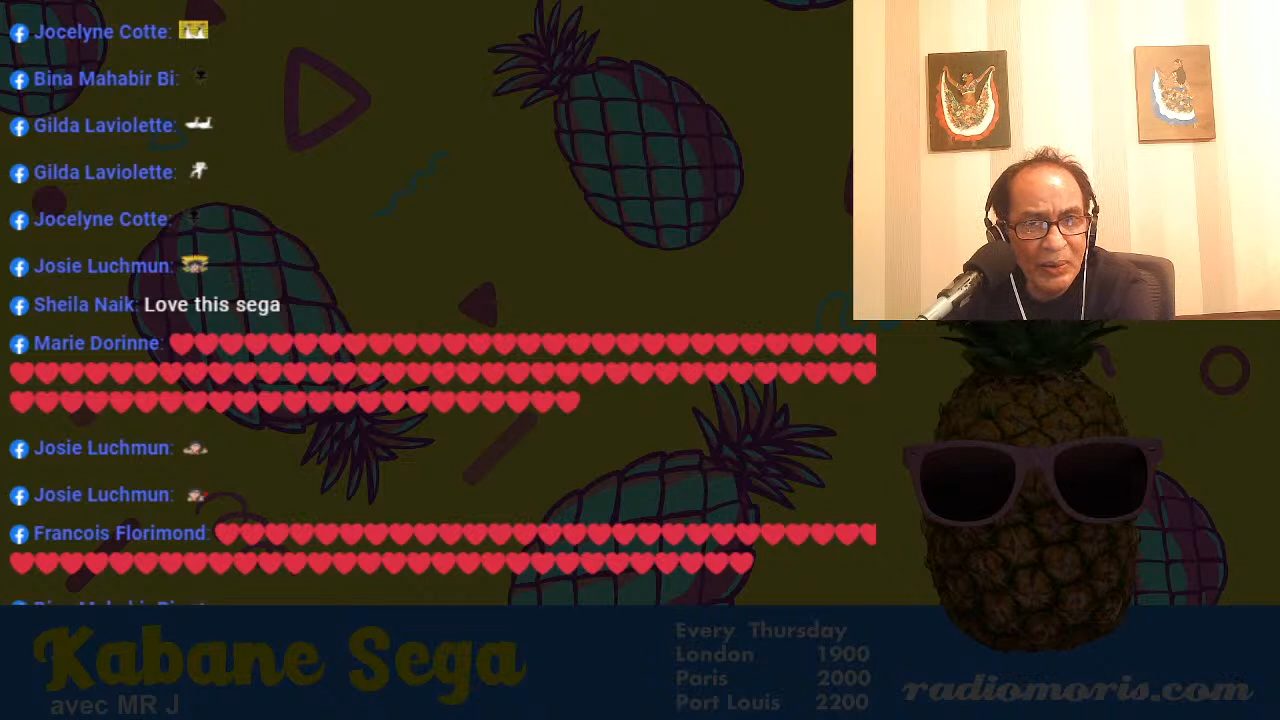 Jocelyne Cotte:
Bina Mahabir Bi:
Gilda Laviolette:
Gilda Laviolette:
Jocelyne Cotte:
Josie Luchmun:
Sheila Naik: Love this sega
Marie Dorinne:
Josie Luchmun:
Josie Luchmun:
Francois Florimond:
Kabane Sega
avec MR J
Every Thursday
London 1900
Paris 2000
Port Louis 2200
radiomoris.com